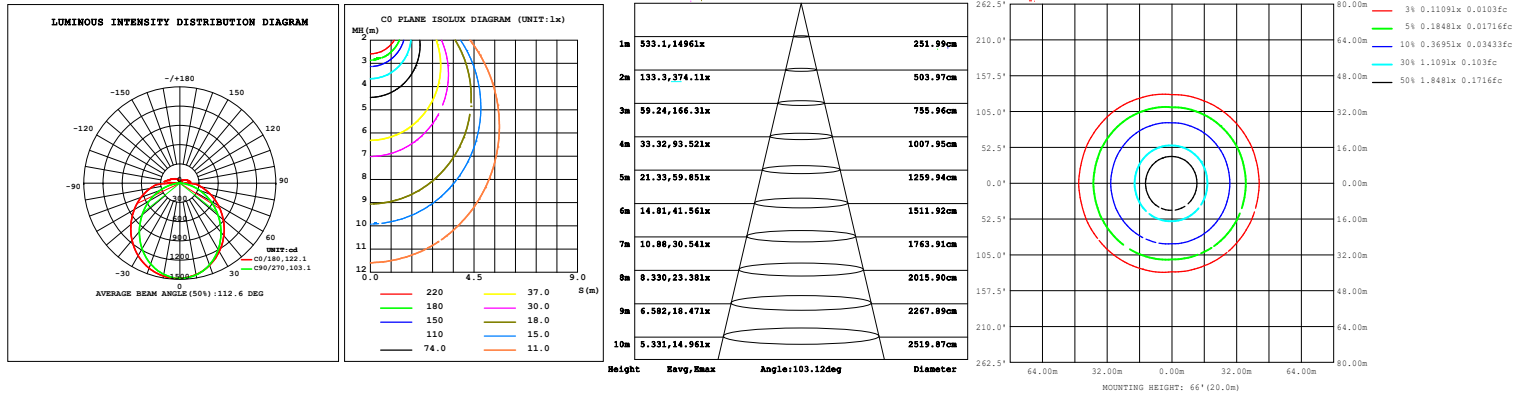 LUMINOUS INTENSITY DISTRIBUTION DIAGRAM
-/+180
-150 150
-120 120
-90 90
0
300
600
900
1200
1500
60
-30 30
0
UNIT:cd
C0/180,122.1
C90/270,103.1
AVERAGE BEAM ANGLE(50%):112.6 DEG
C0 PLANE ISOLUX DIAGRAM (UNIT:lx)
MH(m)
2
3
4
5
6
7
8
9
10
11
12
0.0 4.5 9.0
S(m)
220 37.0
180 30.0
150 18.0
110 15.0
74.0 11.0
1m 533.1,1496lx 251.99cm
2m 133.3,374.1lx 503.97cm
3m 59.24,166.3lx 755.96cm
4m 33.32,93.52lx 1007.95cm
5m 21.33,59.85lx 1259.94cm
6m 14.81,41.56lx 1511.92cm
7m 10.88,30.54lx 1763.91cm
8m 8.330,23.38lx 2015.90cm
9m 6.582,18.47lx 2267.89cm
10m 5.331,14.96lx 2519.87cm
Height Eavg,Emax Angle:103.12deg Diameter
262.5' 80.00m
210.0' 64.00m
157.5' 48.00m
105.0' 32.00m
52.5' 16.00m
0.0' 0.00m
52.5' 16.00m
105.0' 32.00m
157.5' 48.00m
210.0' 64.00m
262.5' 80.00m
64.00m 32.00m 0.00m 32.00m 64.00m
MOUNTING HEIGHT: 66'(20.0m)
3% 0.1109lx 0.0103fc
5% 0.1848lx 0.01716fc
10% 0.3695lx 0.03433fc
30% 1.109lx 0.103fc
50% 1.848lx 0.1716fc